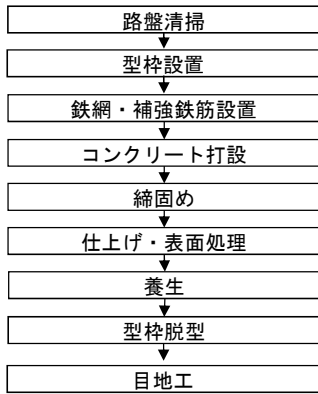 路盤清掃
型枠設置
鉄網・補強鉄筋設置
コンクリート打設
締固め
仕上げ・表面処理
養生
型枠脱型
目地工